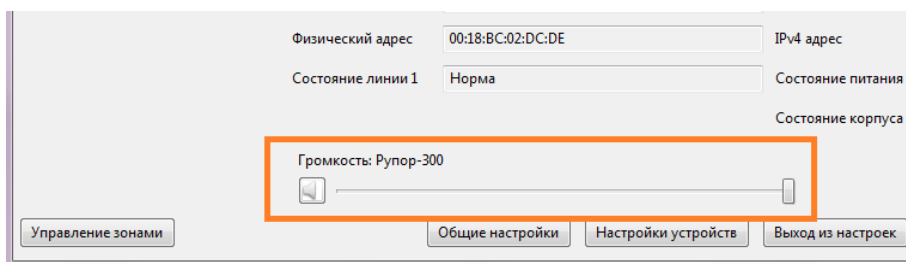 Физический адрес 00:18:BC:02:DC:DE IPv4 адрес
Состояние линии 1 Норма Состояние питания
Состояние корпуса
Громкость: Рупор-300
Управление зонами Общие настройки Настройки устройств Выход из настроек